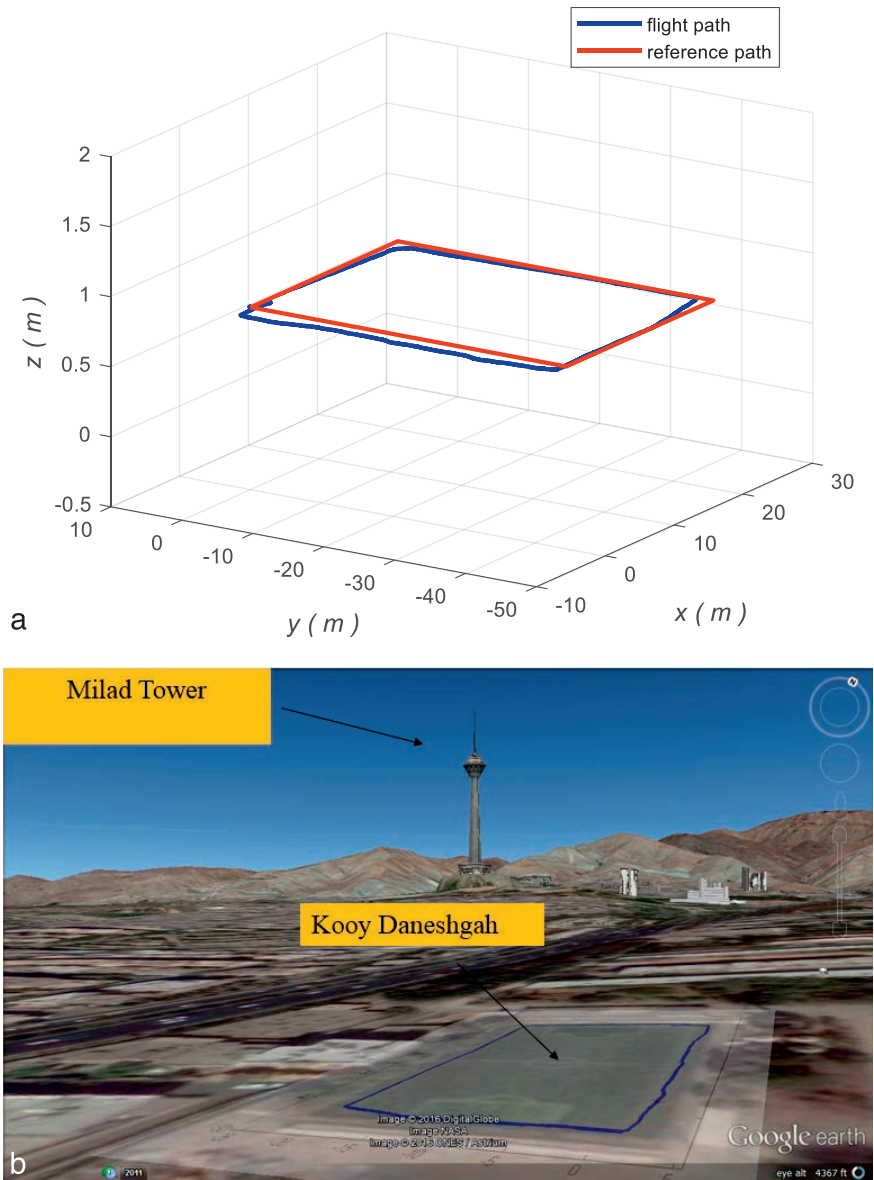 flight path
reference path
2
1.5
1
0.5
0
-0.5
z ( m )
10
0
-10
-20
-30
-40
-50
y ( m )
-10
0
10
20
30
x ( m )
a
Milad Tower
N
Kooy Daneshgah
Image © 2016 DigitalGlobe
Image NASA
Image © 2016 CNES / Astrium
Google earth
2011
eye alt 4367 ft
b